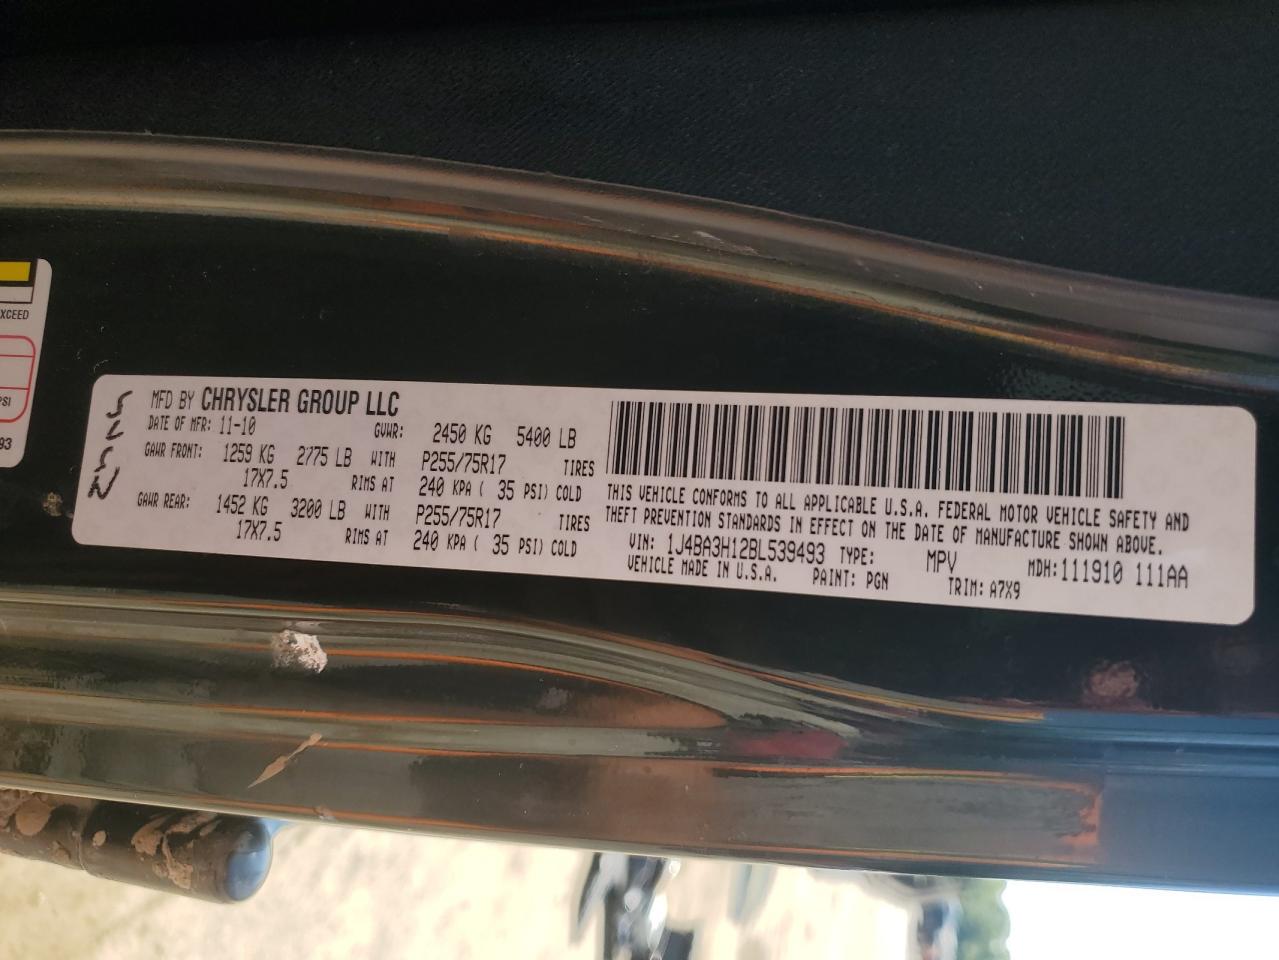 XCEED
PSI
93
5725N
MFD BY CHRYSLER GROUP LLC
DATE OF MFR: 11-10 GVWR: 2450 KG 5400 LB
GAWR FRONT: 1259 KG 2775 LB WITH P255/75R17 TIRES
17X7.5 RIMS AT 240 KPA ( 35 PSI) COLD
GAWR REAR: 1452 KG 3200 LB WITH P255/75R17 TIRES
17X7.5 RIMS AT 240 KPA ( 35 PSI) COLD
THIS VEHICLE CONFORMS TO ALL APPLICABLE U.S.A. FEDERAL MOTOR VEHICLE SAFETY AND
THEFT PREVENTION STANDARDS IN EFFECT ON THE DATE OF MANUFACTURE SHOWN ABOVE.
VIN: 1J4BA3H12BL539493 TYPE: MPV MDH: 111910 111AA
VEHICLE MADE IN U.S.A. PAINT: PGN TRIM: A7X9